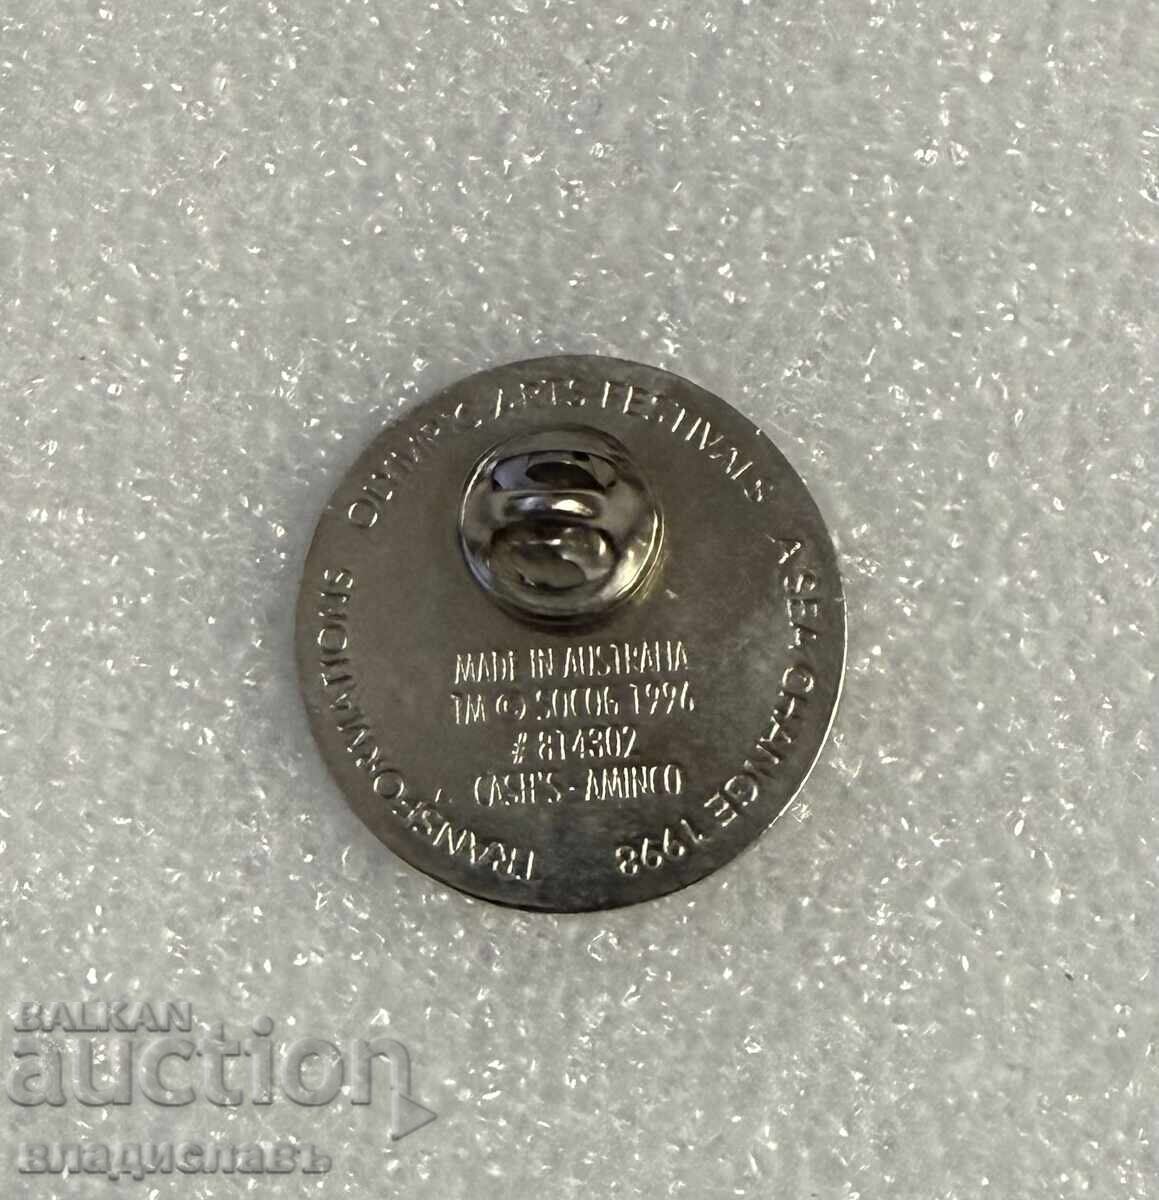 OLYMPIC ARTS FESTIVALS
A SEA CHANGE 1998
TRANSFORMATIONS
MADE IN AUSTRALIA
TM © SOCOG 1996
# 814302
CASH'S - AMINCO
BALKAN
auction
владиславъ